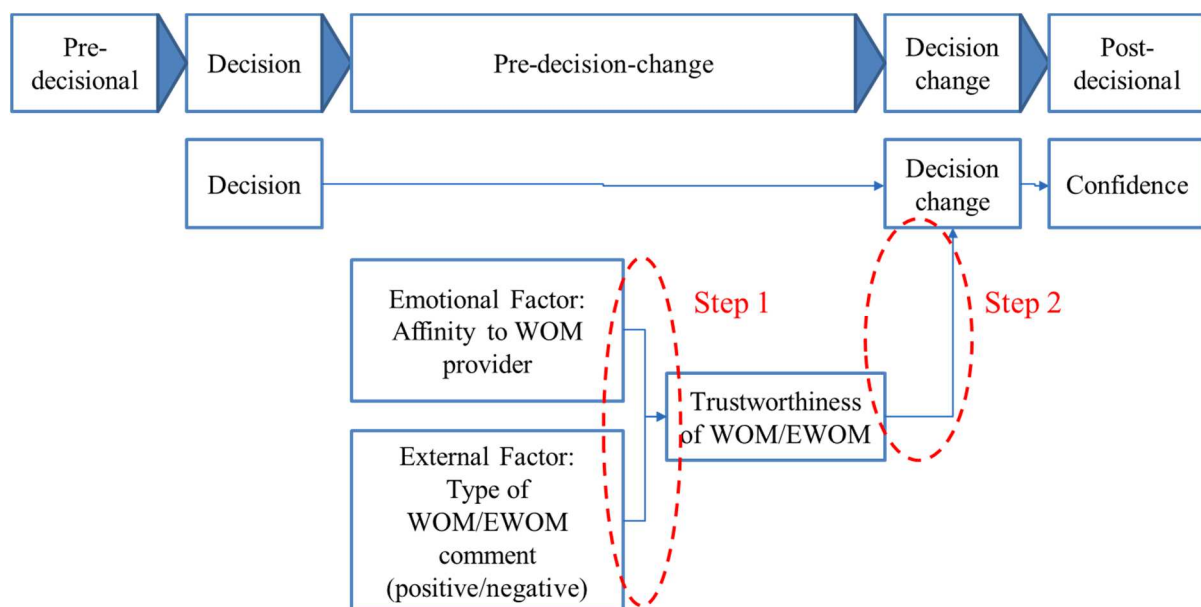 Pre-
decisional
Decision
Pre-decision-change
Decision
change
Post-
decisional
Decision
Decision
change
Confidence
Emotional Factor:
Affinity to WOM
provider
Step 1
Step 2
Trustworthiness
of WOM/EWOM
External Factor:
Type of
WOM/EWOM
comment
(positive/negative)